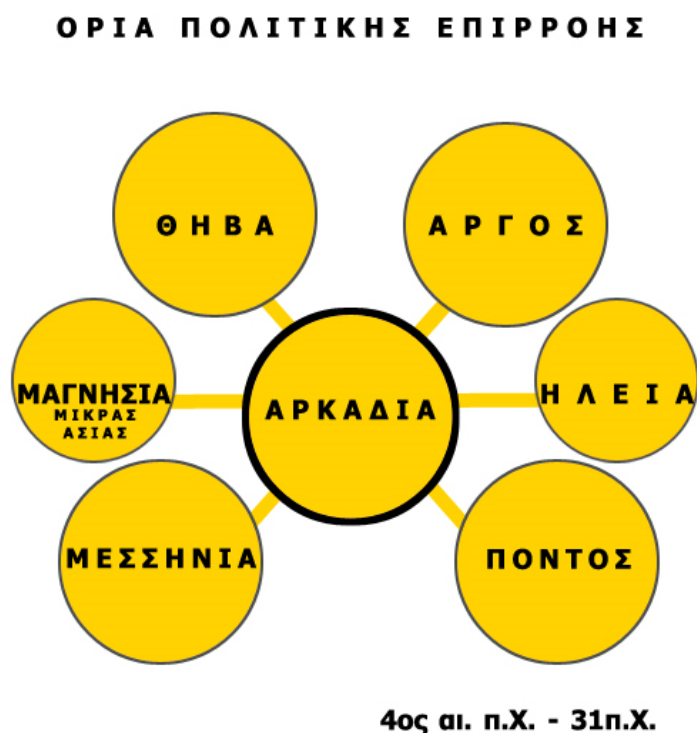 ΟΡΙΑ ΠΟΛΙΤΙΚΗΣ ΕΠΙΡΡΟΗΣ
ΘΗΒΑ
ΑΡΓΟΣ
ΜΑΓΝΗΣΙΑ
ΜΙΚΡΑΣ
ΑΣΙΑΣ
ΑΡΚΑΔΙΑ
ΗΛΕΙΑ
ΜΕΣΣΗΝΙΑ
ΠΟΝΤΟΣ
4ος αι. π.Χ. - 31π.Χ.